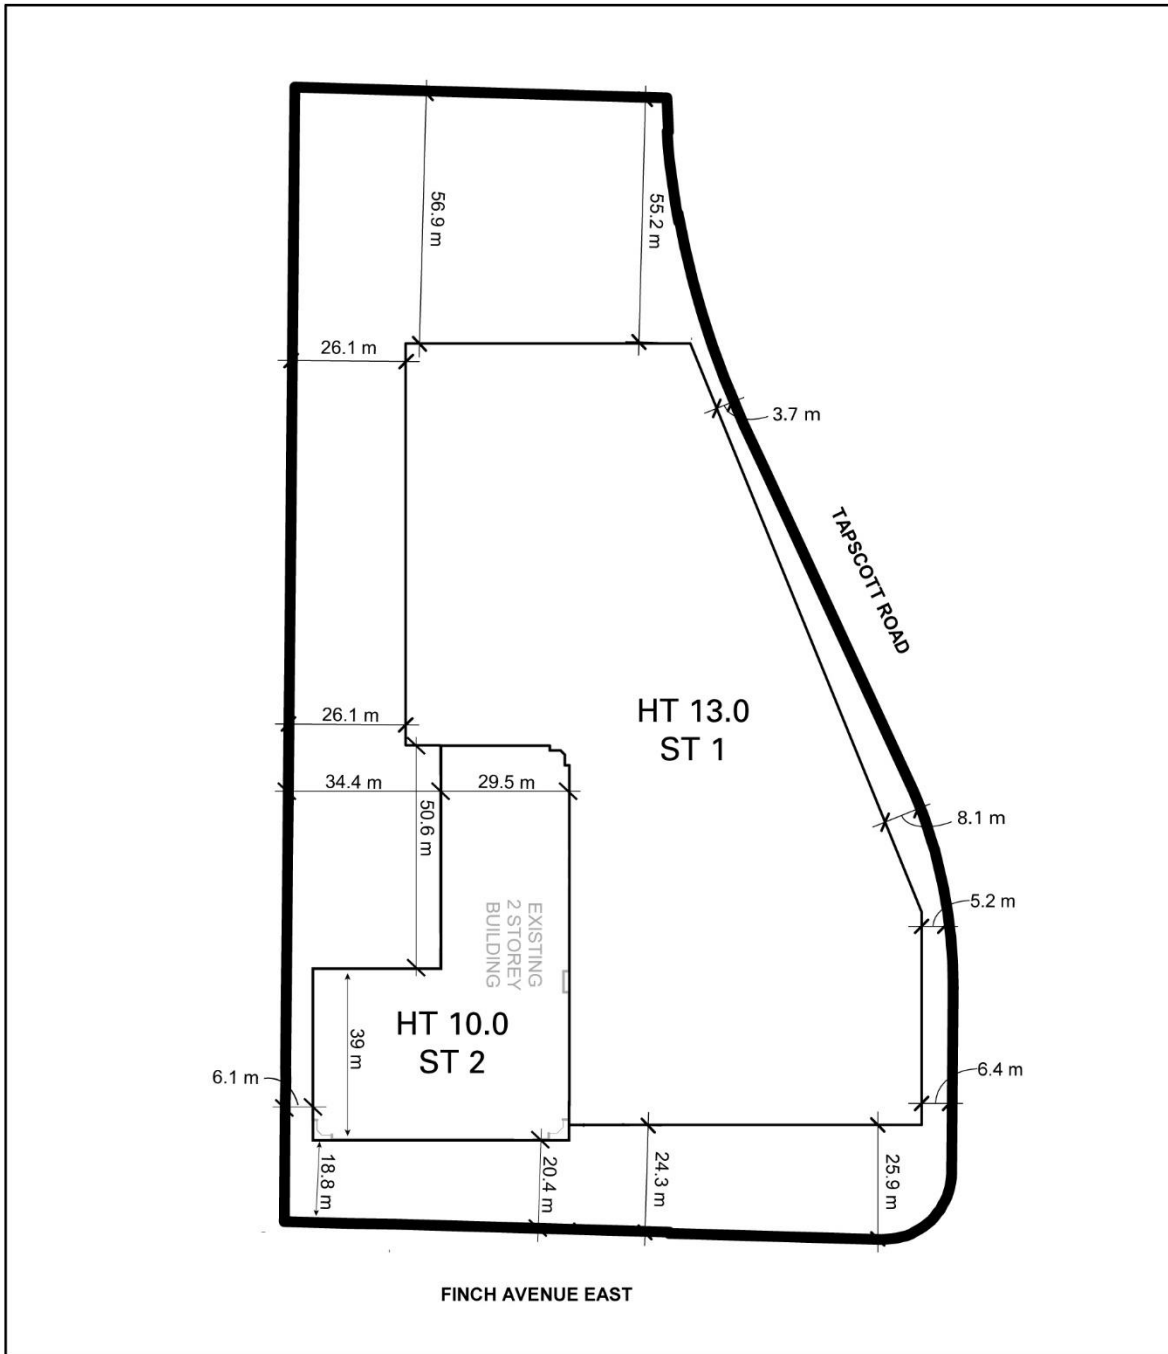 56.9 m
55.2 m
26.1 m
3.7 m
TAPSCOTT ROAD
26.1 m
HT 13.0
ST 1
34.4 m
29.5 m
50.6 m
8.1 m
EXISTING
2 STOREY
BUILDING
5.2 m
HT 10.0
ST 2
39 m
6.1 m
6.4 m
18.8 m
20.4 m
24.3 m
25.9 m
FINCH AVENUE EAST